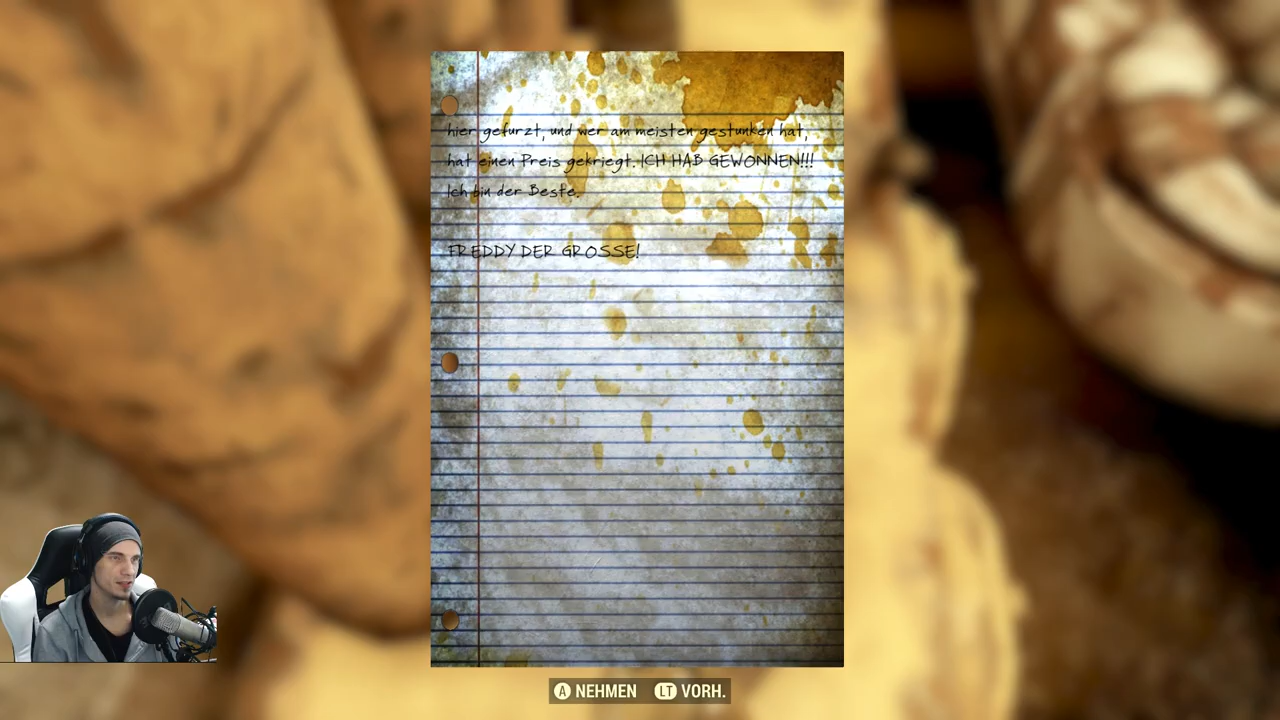 hier gefurzt, und wer am meisten gestunken hat,
hat einen Preis gekriegt. ICH HAB GEWONNEN!!!
Ich bin der Beste.
FREDDY DER GROSSE!
A NEHMEN LT VORH.